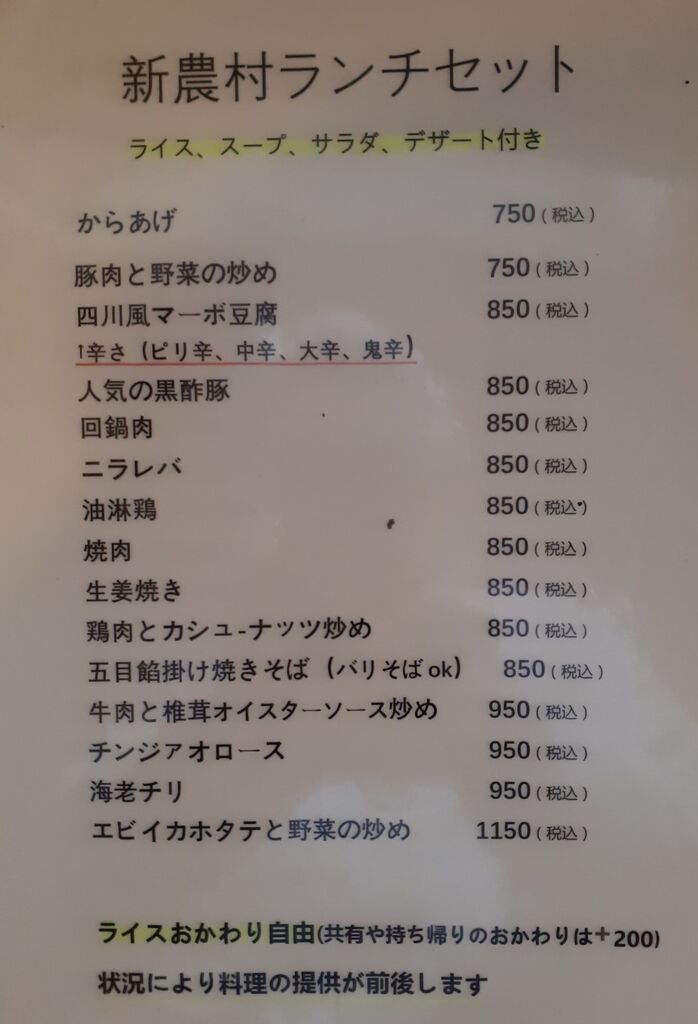 新農村ランチセット
ライス、スープ、サラダ、デザート付き
からあげ 750(税込)
豚肉と野菜の炒め 750(税込)
四川風マーボ豆腐 850(税込)
↑辛さ(ピリ辛、中辛、大辛、鬼辛)
人気の黒酢豚 850(税込)
回鍋肉 850(税込)
ニラレバ 850(税込)
油淋鶏 850(税込)
焼肉 850(税込)
生姜焼き 850(税込)
鶏肉とカシュ-ナッツ炒め 850(税込)
五目餡掛け焼きそば(バリそばok) 850(税込)
牛肉と椎茸オイスターソース炒め 950(税込)
チンジァオロース 950(税込)
海老チリ 950(税込)
エビイカホタテと野菜の炒め 1150(税込)
ライスおかわり自由(共有や持ち帰りのおかわりは+200)
状況により料理の提供が前後します